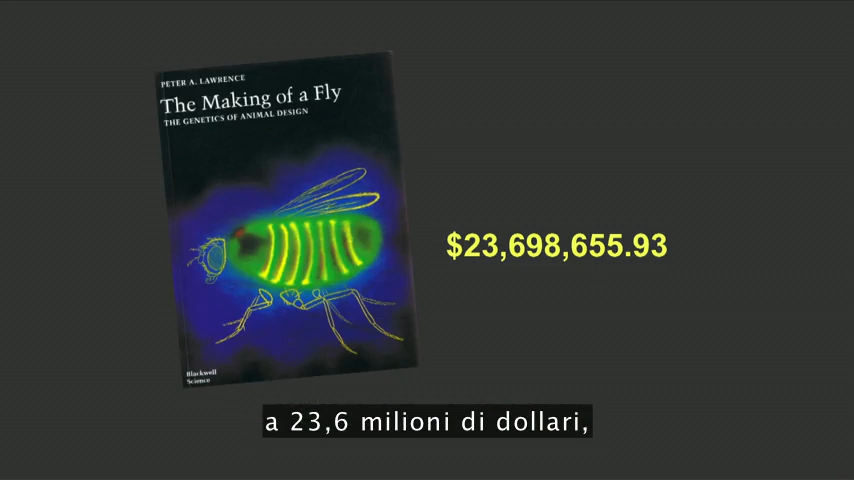 PETER A. LAWRENCE
The Making of a Fly
THE GENETICS OF ANIMAL DESIGN
$23,698,655.93
Blackwell
Science
a 23,6 milioni di dollari,